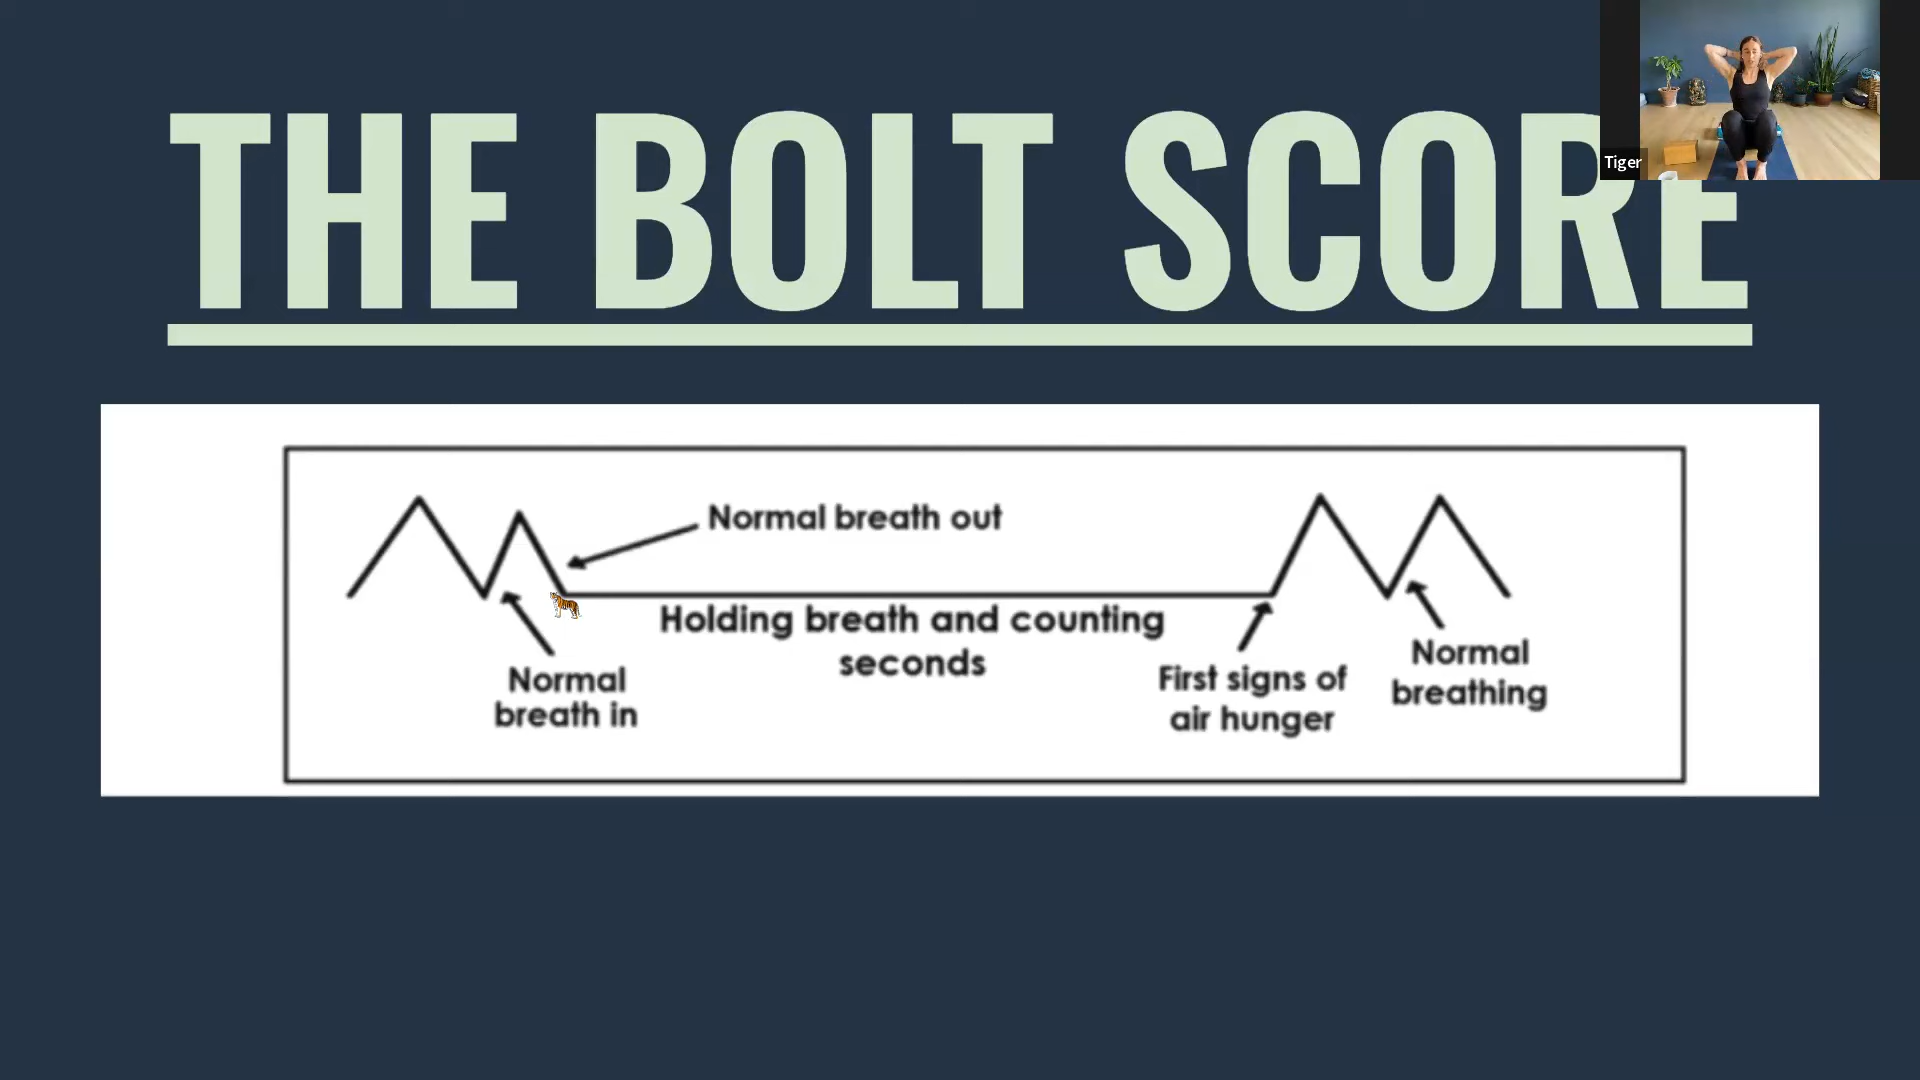 THE BOLT SCORE
Tiger
Normal breath out
Holding breath and counting
seconds
Normal
breath in
First signs of
air hunger
Normal
breathing